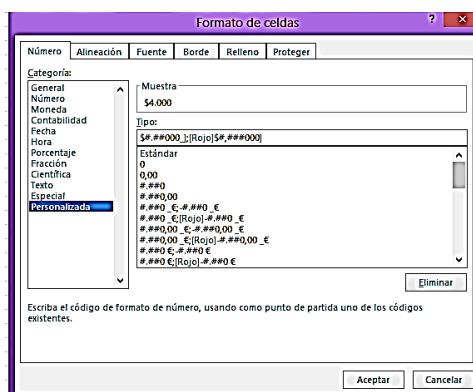 Formato de celdas
? X
Número Alineación Fuente Borde Relleno Proteger
Categoría:
General
Número
Moneda
Contabilidad
Fecha
Hora
Porcentaje
Fracción
Científica
Texto
Especial
Personalizada
Muestra
$4.000
Tipo:
$#.##000_];[Rojo]$#,###000]
Estándar
0
0,00
#.##0
#.##0,00
#.##0 _€;-#.##0 _€
#.##0 _€;[Rojo]-#.##0 _€
#.##0,00 _€;-#.##0,00 _€
#.##0,00 _€;[Rojo]-#.##0,00 _€
#.##0 €;-#.##0 €
#.##0 €;[Rojo]-#.##0 €
Eliminar
Escriba el código de formato de número, usando como punto de partida uno de los códigos
existentes.
Aceptar Cancelar